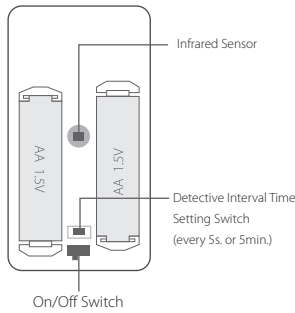 Infrared Sensor
AA 1.5V
AA 1.5V
Detective Interval Time
Setting Switch
(every 5s. or 5min.)
On/Off Switch